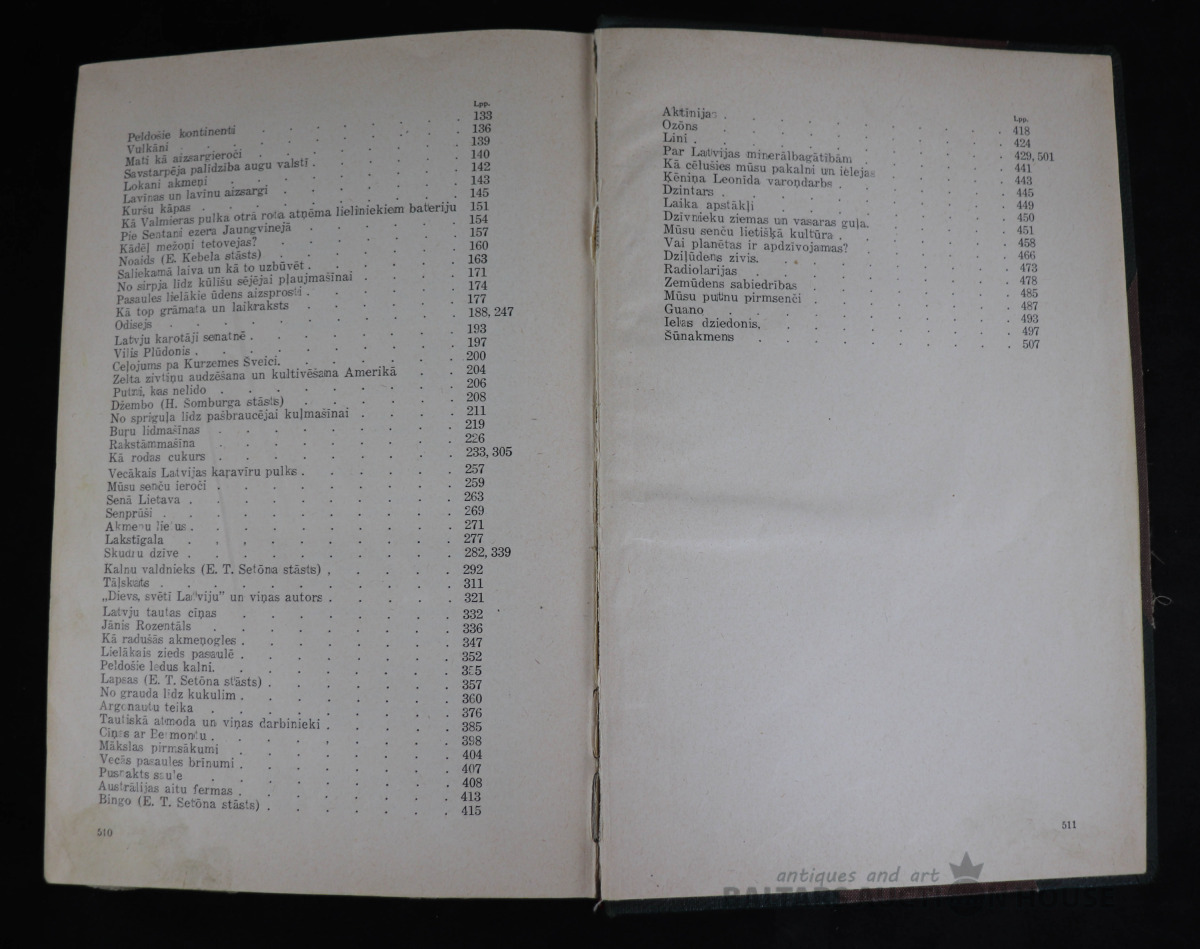 Lpp.
Peldošie kontinenti . . . . . . . 133
Vulkāni . . . . . . . . 136
Mati kā aizsargieroči . . . . . . 139
Savstarpēja palīdzība augu valstī . . . . 140
Lokani akmeņi . . . . . . . 142
Lavīnas un lavīnu aizsargi . . . . . 143
Kuršu kāpas . . . . . . . 145
Kā Valmieras pulka otrā rota atņēma lieliniekiem bateriju 151
Pie Sentani ezera Jaungvinejā . . . . . 154
Kādēļ mežoņi tetovejas? . . . . . . 157
Noaids (E. Kebela stāsts) . . . . . . 160
Saliekamā laiva un kā to uzbūvēt . . . . 163
No sirpja līdz kūlīšu sējējai pļaujmašīnai . . . 171
Pasaules lielākie ūdens aizsprosti . . . . 174
Kā top grāmata un laikraksts . . . . . 177
Odisejs . . . . . . . . 188, 247
Latvju karotāji senatnē . . . . . . 193
Vilis Plūdonis . . . . . . . 197
Ceļojums pa Kurzemes Šveici. . . . . . 200
Zelta zivtiņu audzēšana un kultivēšana Amerikā . . 204
Putni, kas nelido . . . . . . . 206
Džembo (H. Šomburga stāsts) . . . . . 208
No spriguļa līdz pašbraucējai kuļmašīnai . . . . 211
Buru lidmašīnas . . . . . . . 219
Rakstāmmašīna . . . . . . . 226
Kā rodas cukurs . . . . . . . 233, 305
Vecākais Latvijas kaŗavīru pulks . . . . . 257
Mūsu senču ieroči . . . . . . . 259
Senā Lietava . . . . . . . . 263
Senprūši . . . . . . . . 269
Akmeņu lietus . . . . . . . . 271
Lakstīgala . . . . . . . . 277
Skudru dzīve . . . . . . . . 282, 339
Kalnu valdnieks (E. T. Setōna stāsts) . . . . . 292
Tālskats . . . . . . . . 311
„Dievs, svētī Latviju” un viņas autors . . . . . 321
Latvju tautas cīņas . . . . . . . 332
Jānis Rozentāls . . . . . . . 336
Kā radušās akmeņogles . . . . . . . 347
Lielākais zieds pasaulē . . . . . . . 352
Peldošie ledus kalni. . . . . . . . 355
Lapsas (E. T. Setōna stāsts) . . . . . . 357
No grauda līdz kukulim . . . . . . . 360
Argonautu teika . . . . . . . 376
Tautiskā atmoda un viņas darbinieki . . . . . 385
Cīņas ar Bermontu . . . . . . . . 398
Mākslas pirmsākumi . . . . . . . 404
Vecās pasaules brīnumi . . . . . . . 407
Pusnakts saule . . . . . . . 408
Austrālijas aitu fermas . . . . . . . 413
Bingo (E. T. Setōna stāsts) . . . . . . 415
510
Lpp.
Aktīnijas . . . . . . . . 418
Ozōns . . . . . . . . 424
Lini . . . . . . . . 429, 501
Par Latvijas minerālbagātībām . . . . . 441
Kā cēlušies mūsu pakalni un ielejas . . . . 443
Ķēniņa Leonida varoņdarbs . . . . . . 445
Dzintars . . . . . . . . 449
Laika apstākļi . . . . . . . 450
Dzīvnieku ziemas un vasaras guļa. . . . . 451
Mūsu senču lietišķā kultūra . . . . . . 458
Vai planētas ir apdzīvojamas? . . . . . 466
Dziļūdens zivis. . . . . . . . 473
Radiolarijas . . . . . . . 478
Zemūdens sabiedrības . . . . . . 485
Mūsu putnu pirmsenči . . . . . . 487
Guano . . . . . . . . 493
Ielas dziedonis, . . . . . . . 497
Šūnakmens . . . . . . . 507
511
antiques and art
BALTARS AUCTION HOUSE